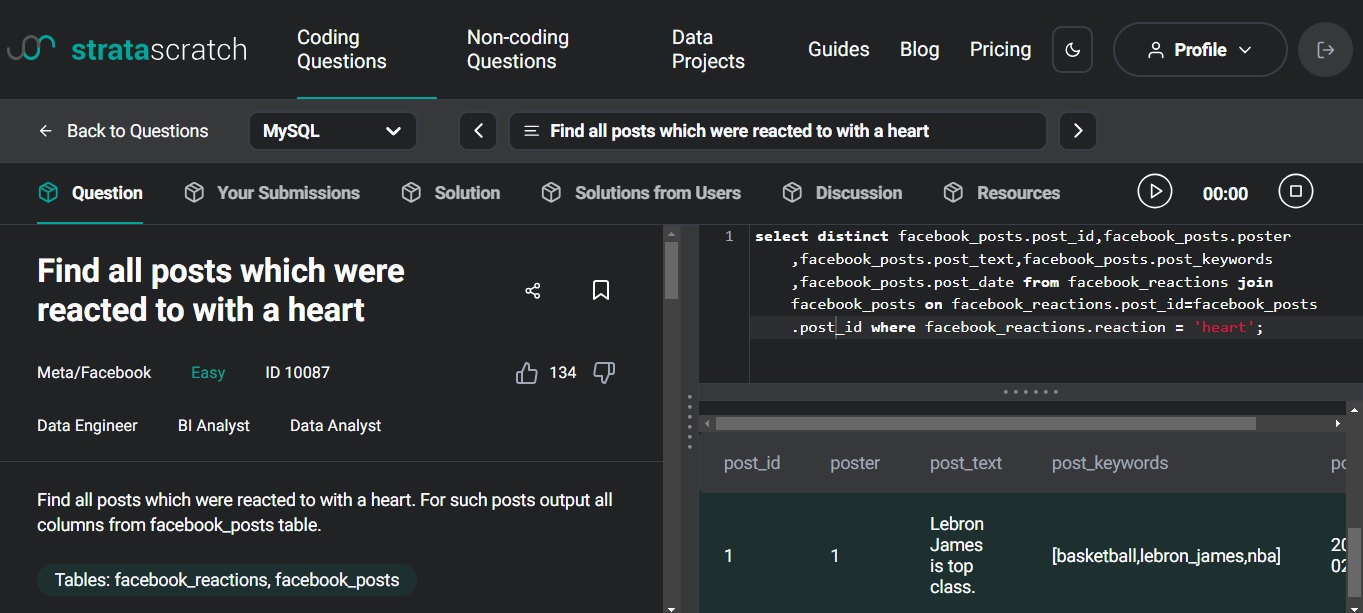 stratascratch
Coding
Questions
Non-coding
Questions
Data
Projects
Guides
Blog
Pricing
Profile
Back to Questions
MySQL
Find all posts which were reacted to with a heart
Question
Your Submissions
Solution
Solutions from Users
Discussion
Resources
00:00
Find all posts which were
reacted to with a heart
Meta/Facebook
Easy
ID 10087
134
Data Engineer
BI Analyst
Data Analyst
Find all posts which were reacted to with a heart. For such posts output all
columns from facebook_posts table.
Tables: facebook_reactions, facebook_posts
1
select distinct facebook_posts.post_id,facebook_posts.poster
,facebook_posts.post_text,facebook_posts.post_keywords
,facebook_posts.post_date from facebook_reactions join
facebook_posts on facebook_reactions.post_id=facebook_posts
.post_id where facebook_reactions.reaction = 'heart';
post_id
poster
post_text
post_keywords
1
1
Lebron
James
is top
class.
[basketball,lebron_james,nba]